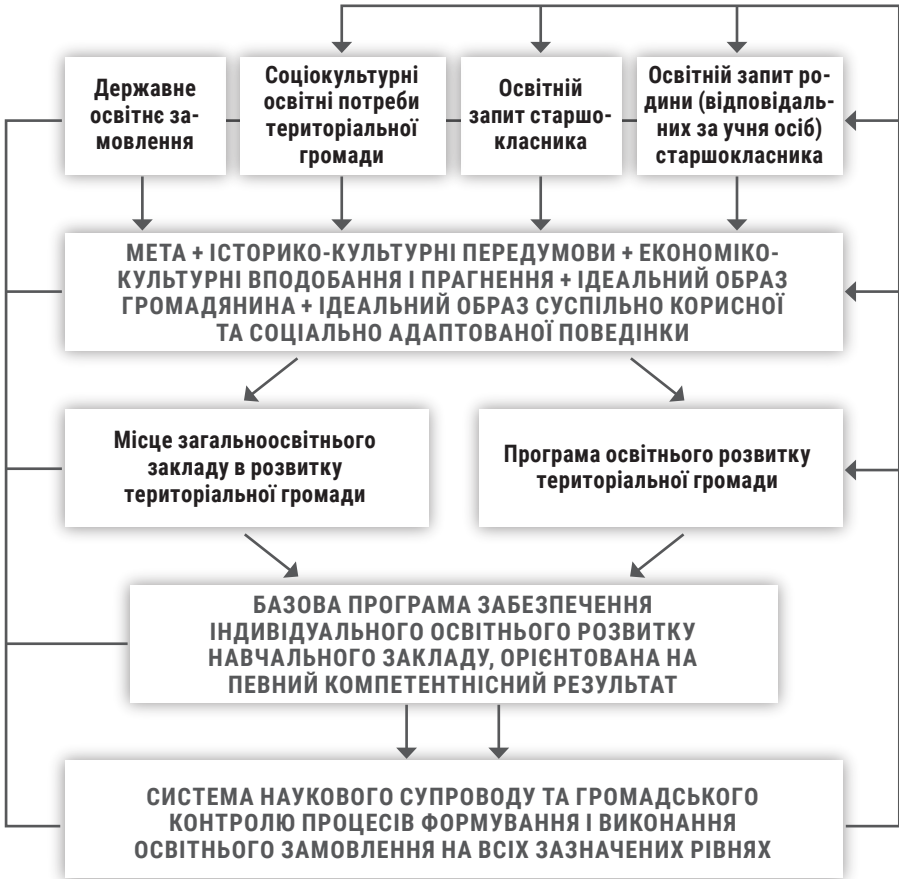 Державне
освітнє за-
мовлення
Соціокультурні
освітні потреби
територіальної
громади
Освітній
запит старшо-
класника
Освітній запит ро-
дини (відповідаль-
них за учня осіб)
старшокласника
МЕТА + ІСТОРИКО-КУЛЬТУРНІ ПЕРЕДУМОВИ + ЕКОНОМІКО-
КУЛЬТУРНІ ВПОДОБАННЯ І ПРАГНЕННЯ + ІДЕАЛЬНИЙ ОБРАЗ
ГРОМАДЯНИНА + ІДЕАЛЬНИЙ ОБРАЗ СУСПІЛЬНО КОРИСНОЇ
ТА СОЦІАЛЬНО АДАПТОВАНОЇ ПОВЕДІНКИ
Місце загальноосвітнього
закладу в розвитку
територіальної громади
Програма освітнього розвитку
територіальної громади
БАЗОВА ПРОГРАМА ЗАБЕЗПЕЧЕННЯ
ІНДИВІДУАЛЬНОГО ОСВІТНЬОГО РОЗВИТКУ
НАВЧАЛЬНОГО ЗАКЛАДУ, ОРІЄНТОВАНА НА
ПЕВНИЙ КОМПЕТЕНТНІСНИЙ РЕЗУЛЬТАТ
СИСТЕМА НАУКОВОГО СУПРОВОДУ ТА ГРОМАДСЬКОГО
КОНТРОЛЮ ПРОЦЕСІВ ФОРМУВАННЯ І ВИКОНАННЯ
ОСВІТНЬОГО ЗАМОВЛЕННЯ НА ВСІХ ЗАЗНАЧЕНИХ РІВНЯХ